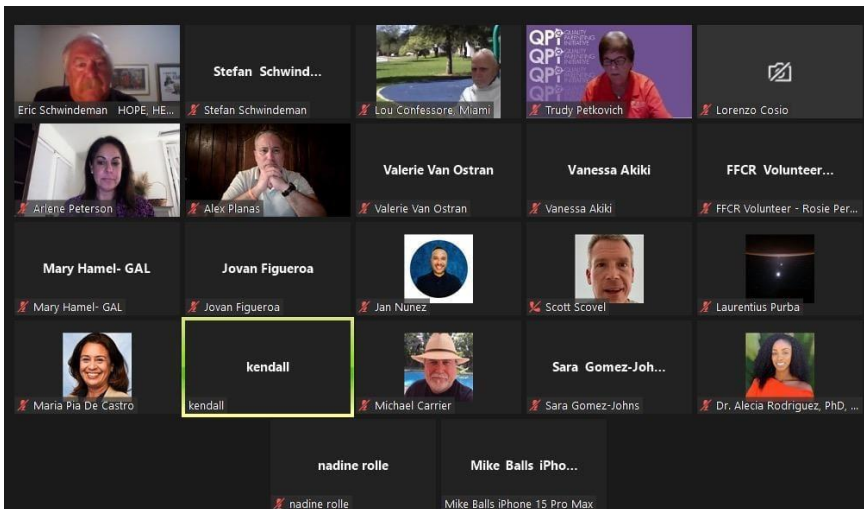 QPi QUALITY PARENTING INITIATIVE
QPi
QPi
QPi
Stefan Schwind...
Eric Schwindeman HOPE, HE...
Stefan Schwindeman
Lou Confessore, Miami
Trudy Petkovich
Lorenzo Cosio
Valerie Van Ostran
Vanessa Akiki
FFCR Volunteer...
Arlene Peterson
Alex Planas
Valerie Van Ostran
Vanessa Akiki
FFCR Volunteer - Rosie Per...
Mary Hamel- GAL
Jovan Figueroa
Mary Hamel- GAL
Jovan Figueroa
Jan Nunez
Scott Scovel
Laurentius Purba
kendall
Sara Gomez-Joh...
Maria Pia De Castro
kendall
Michael Carrier
Sara Gomez-Johns
Dr. Alecia Rodriguez, PhD, ...
nadine rolle
Mike Balls iPho...
nadine rolle
Mike Balls iPhone 15 Pro Max